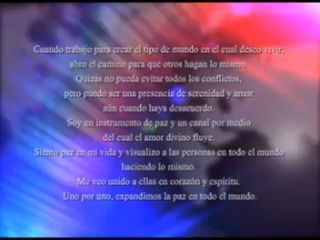 Cuando trabajo para crear el tipo de mundo en el cual deseo vivir,
abro el camino para que otros hagan lo mismo.
Quizás no pueda evitar todos los conflictos,
pero puedo ser una presencia de serenidad y amor
aún cuando haya desacuerdo.
Soy un instrumento de paz y un canal por medio
del cual el amor divino fluye.
Siento paz en mi vida y visualizo a las personas en todo el mundo
haciendo lo mismo.
Me veo unido a ellas en corazón y espíritu.
Uno por uno, expandimos la paz en todo el mundo.